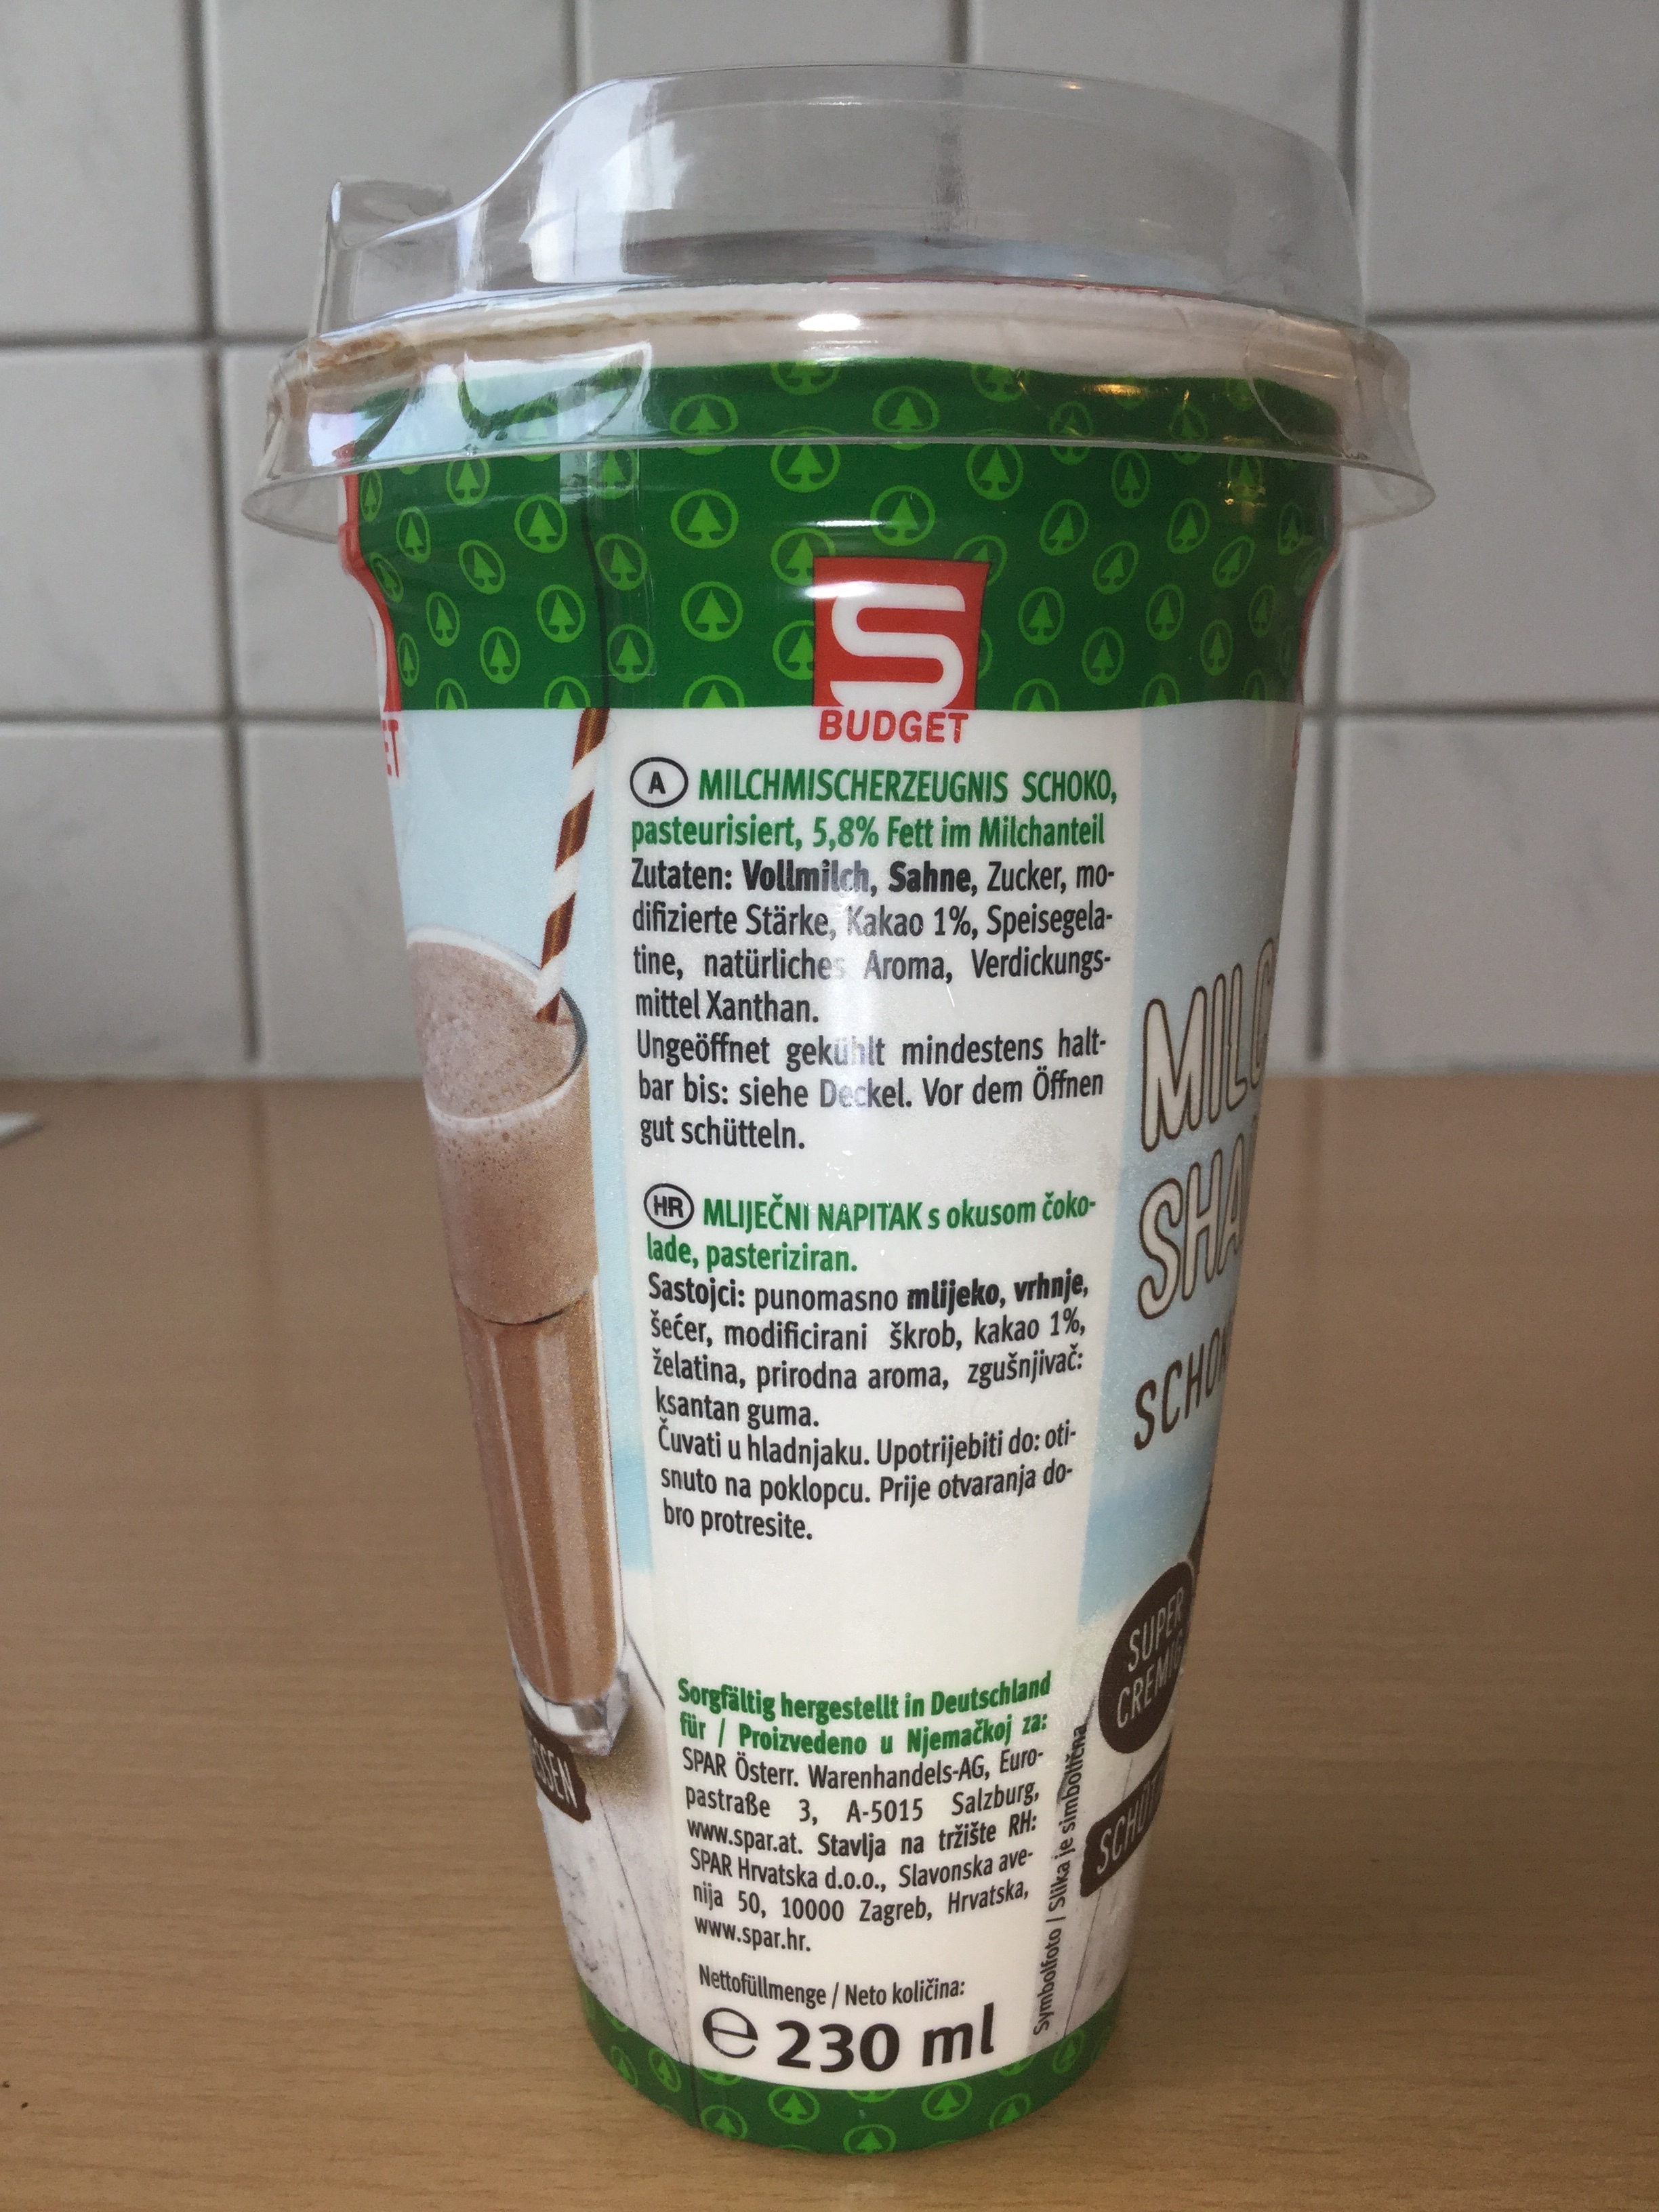 S
BUDGET
A MILCHMISCHERZEUGNIS SCHOKO,
pasteurisiert, 5,8% Fett im Milchanteil
Zutaten: Vollmilch, Sahne, Zucker, mo-
difizierte Stärke, Kakao 1%, Speisegela-
tine, natürliches Aroma, Verdickungs-
mittel Xanthan.
Ungeöffnet gekühlt mindestens halt-
bar bis: siehe Deckel. Vor dem Öffnen
gut schütteln.
HR MLIJEČNI NAPITAK s okusom čoko-
lade, pasteriziran.
Sastojci: punomasno mlijeko, vrhnje,
šećer, modificirani škrob, kakao 1%,
želatina, prirodna aroma, zgušnjivač:
ksantan guma.
Čuvati u hladnjaku. Upotrijebiti do: oti-
snuto na poklopcu. Prije otvaranja do-
bro protresite.
Sorgfältig hergestellt in Deutschland
für / Proizvedeno u Njemačkoj za:
SPAR Österr. Warenhandels-AG, Euro-
pastraße 3, A-5015 Salzburg,
www.spar.at. Stavlja na tržište RH:
SPAR Hrvatska d.o.o., Slavonska ave-
nija 50, 10000 Zagreb, Hrvatska,
www.spar.hr.
Nettofüllmenge / Neto količina:
℮ 230 ml
Symbolfoto / Slika je simbolična
SUPER
CREMIG